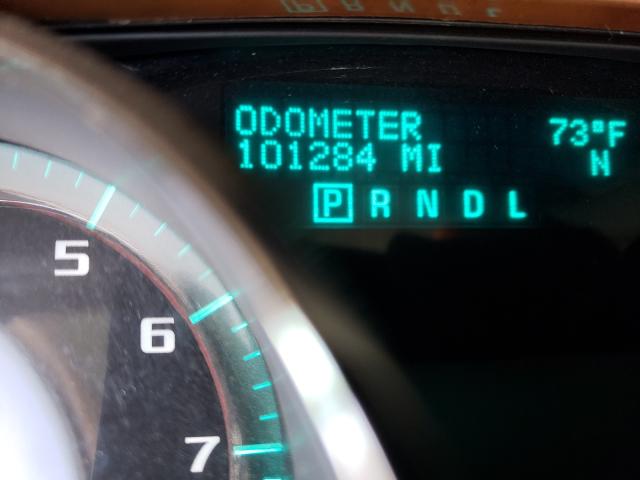 ODOMETER 73°F
101284 MI N
P R N D L
5
6
7